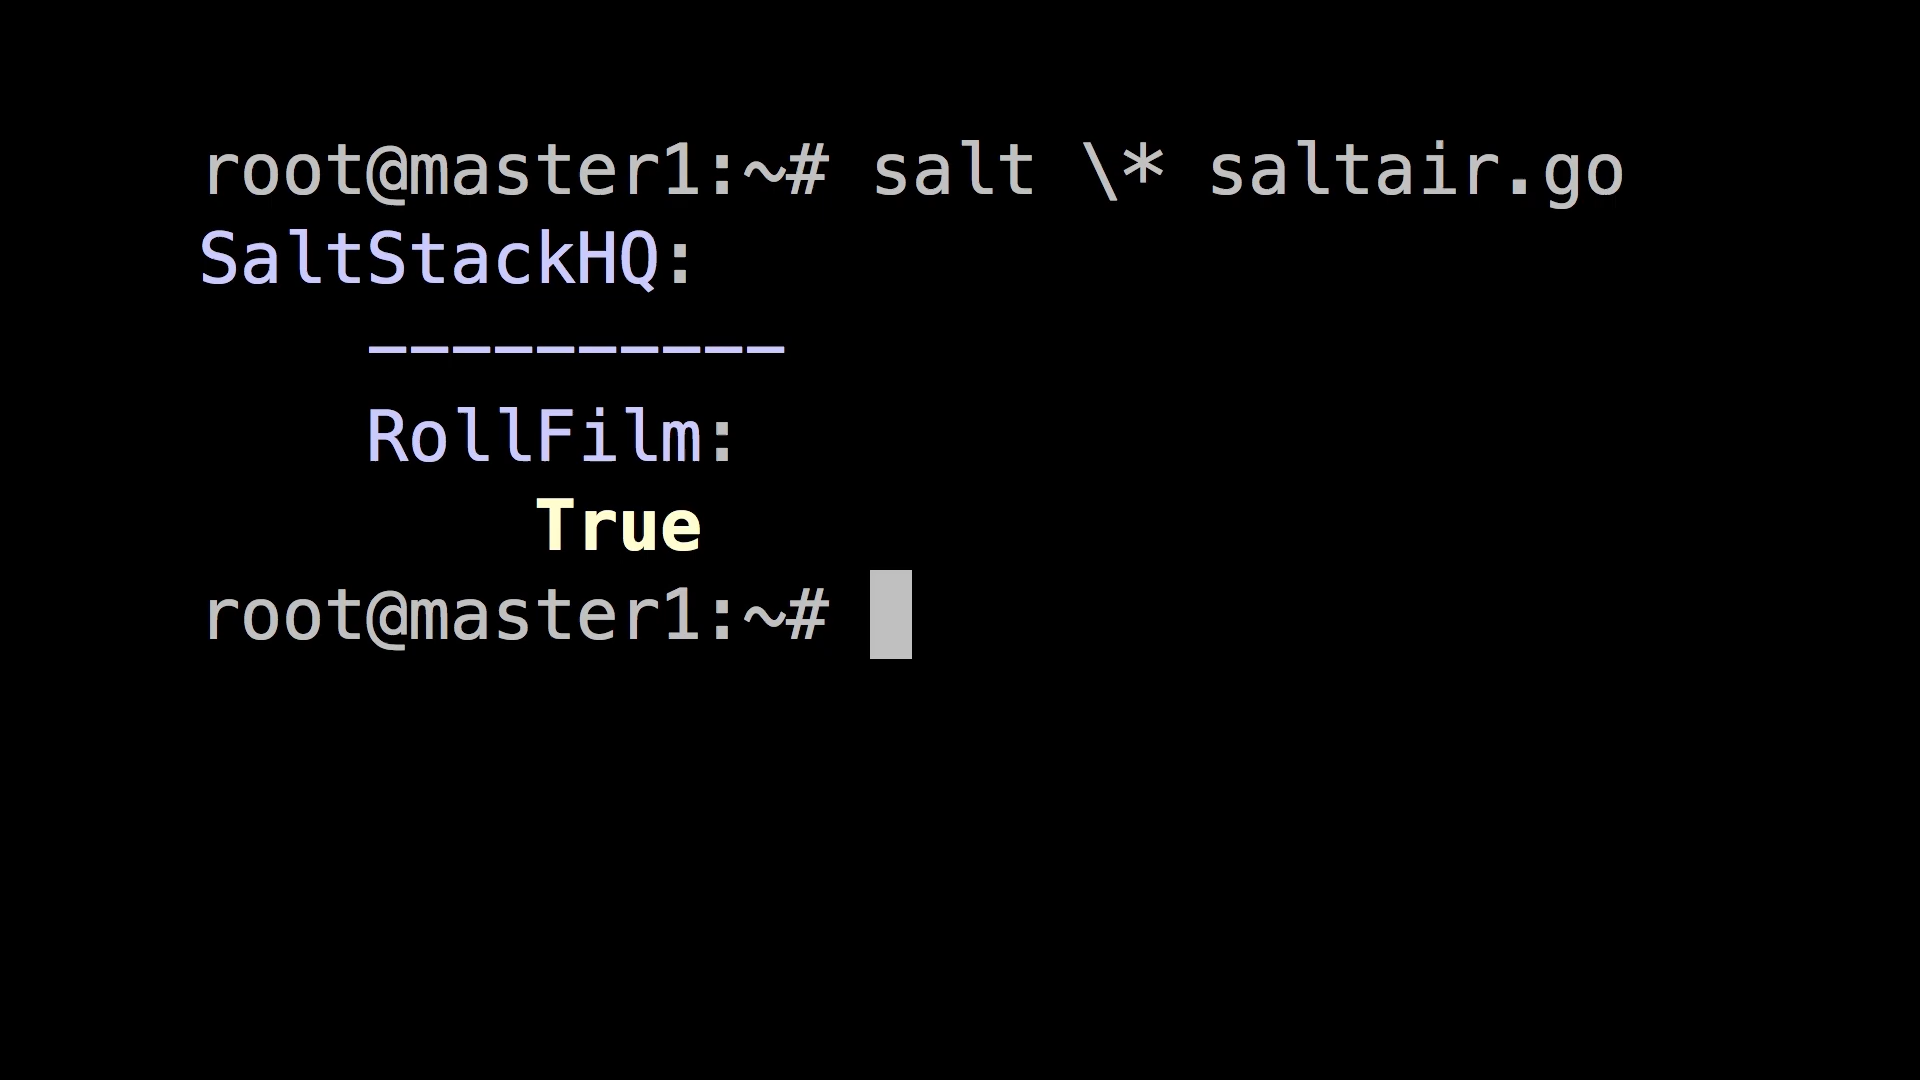 root@master1:~# salt \* saltair.go
SaltStackHQ:
    ----------
    RollFilm:
        True
root@master1:~#